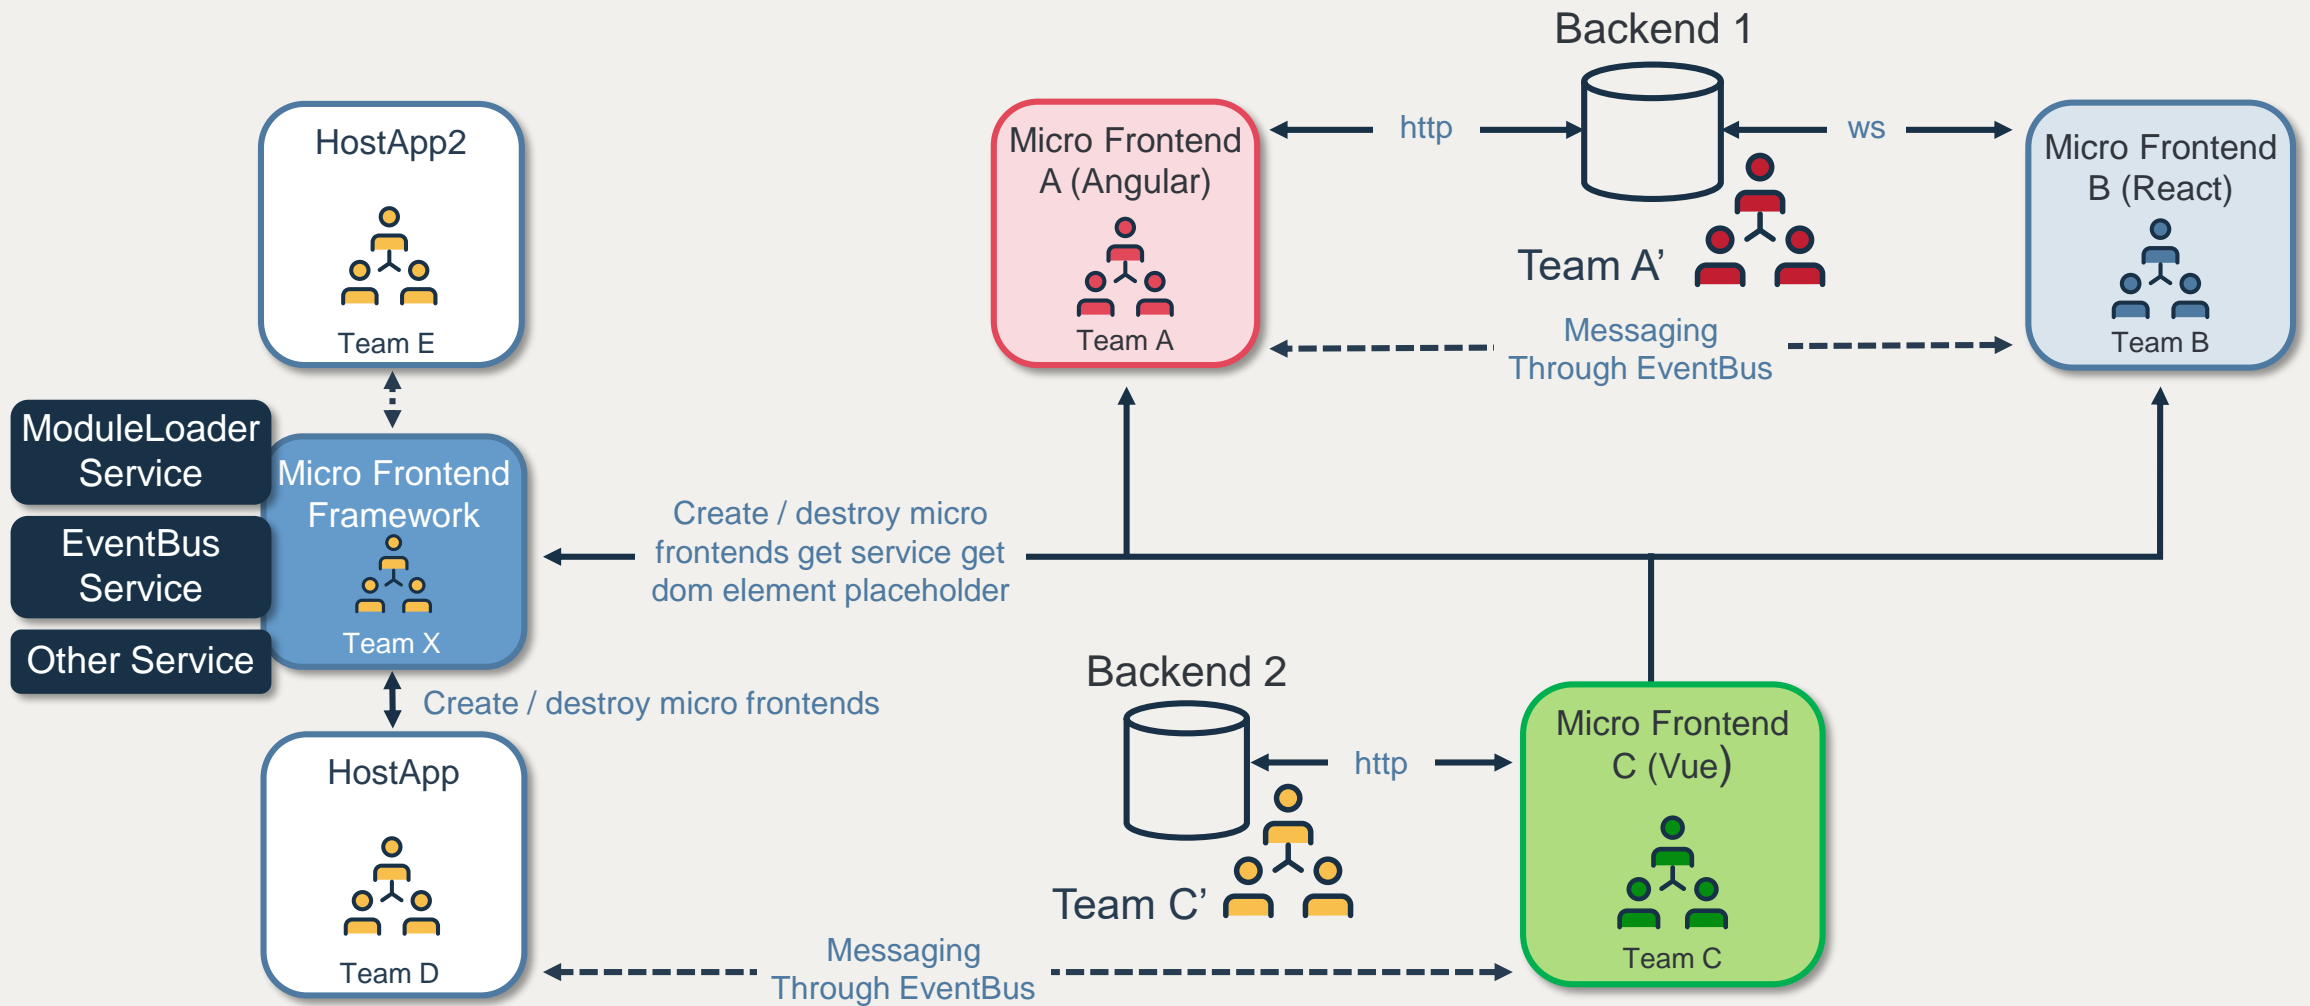 Backend 1
HostApp2
Team E
Micro Frontend
A (Angular)
Team A
http
ws
Micro Frontend
B (React)
Team B
Team A’
Messaging
Through EventBus
ModuleLoader
Service
EventBus
Service
Other Service
Micro Frontend
Framework
Team X
Create / destroy micro
frontends get service get
dom element placeholder
Create / destroy micro frontends
HostApp
Team D
Backend 2
http
Team C’
Micro Frontend
C (Vue)
Team C
Messaging
Through EventBus